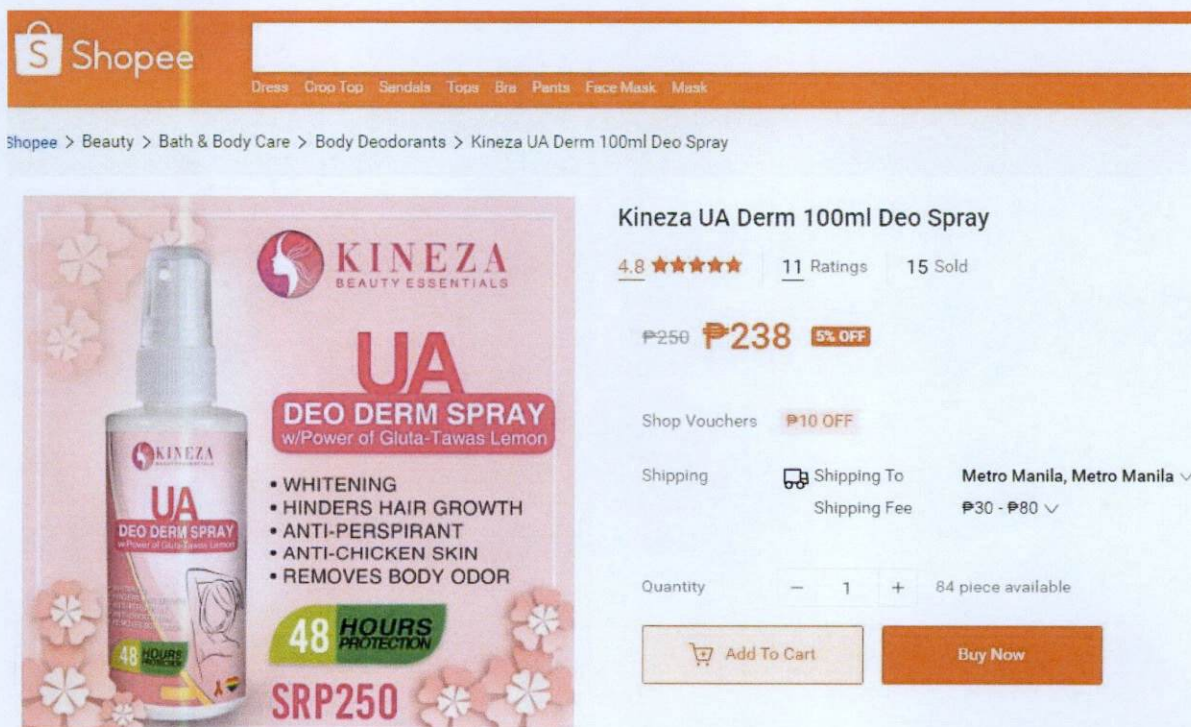 Shopee
Dress Crop Top Sandals Tops Bra Pants Face Mask Mask
Shopee > Beauty > Bath & Body Care > Body Deodorants > Kineza UA Derm 100ml Deo Spray
KINEZA
BEAUTY ESSENTIALS
UA
DEO DERM SPRAY
w/Power of Gluta-Tawas Lemon
• WHITENING
• HINDERS HAIR GROWTH
• ANTI-PERSPIRANT
• ANTI-CHICKEN SKIN
• REMOVES BODY ODOR
48 HOURS
PROTECTION
SRP250
KINEZA
UA
DEO DERM SPRAY
w/Power of Gluta-Tawas Lemon
48 HOURS
PROTECTION
Kineza UA Derm 100ml Deo Spray
4.8 11 Ratings 15 Sold
₱250 ₱238 5% OFF
Shop Vouchers ₱10 OFF
Shipping Shipping To Metro Manila, Metro Manila
Shipping Fee ₱30 - ₱80
Quantity − 1 + 84 piece available
Add To Cart Buy Now